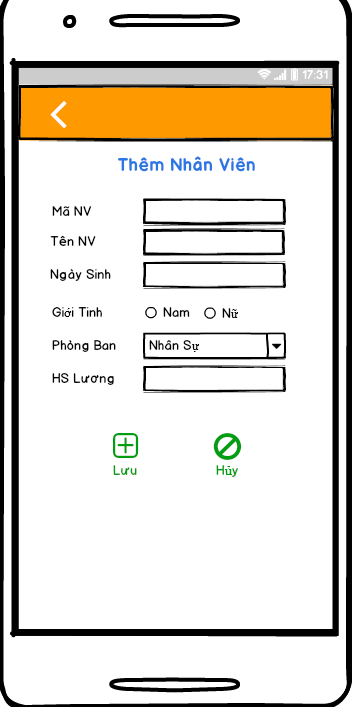 17:31
Thêm Nhân Viên
Mã NV
Tên NV
Ngày Sinh
Giới Tính Nam Nữ
Phòng Ban Nhân Sự
HS Lương
Lưu Hủy